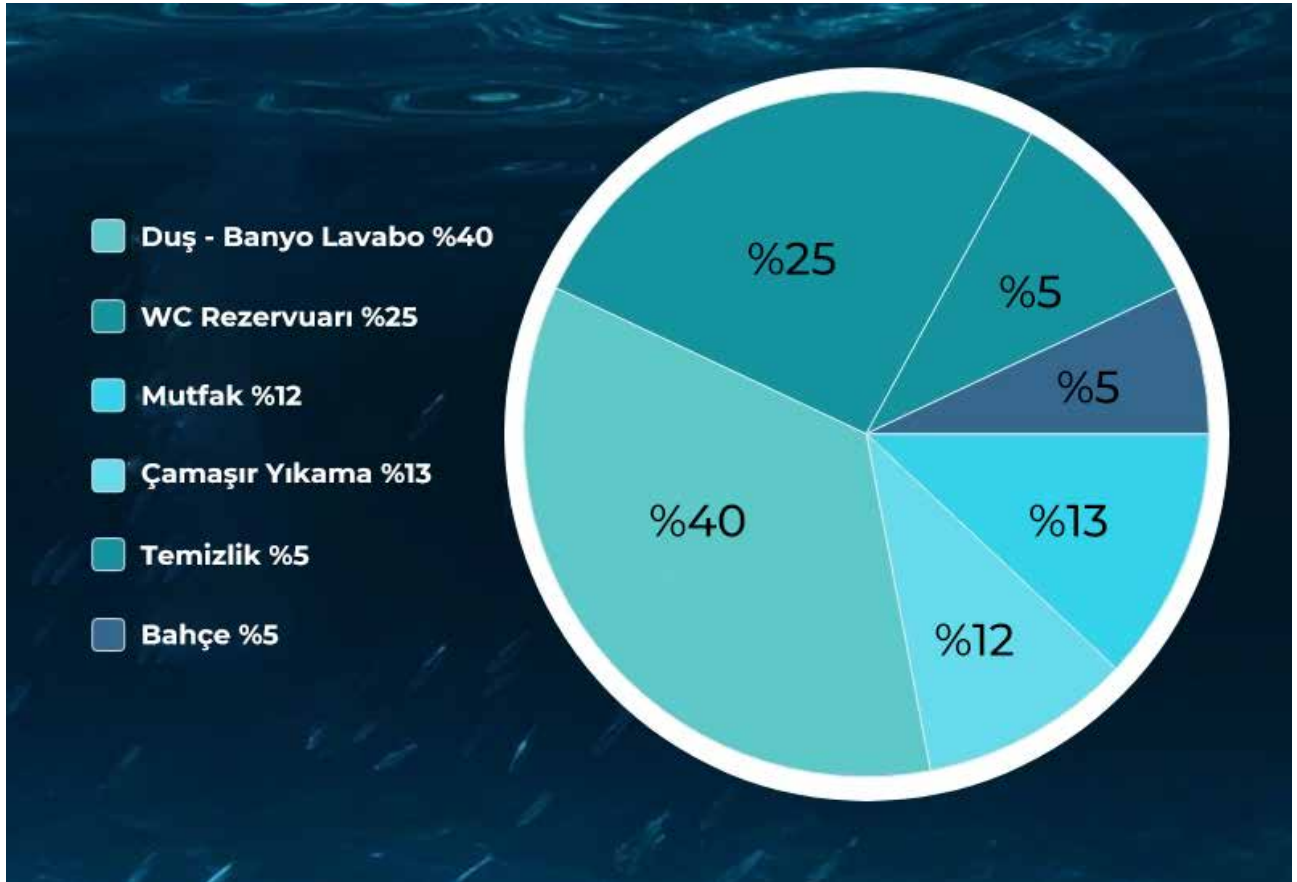 Duş - Banyo Lavabo %40
WC Rezervuarı %25
Mutfak %12
Çamaşır Yıkama %13
Temizlik %5
Bahçe %5
%25
%5
%5
%40
%13
%12